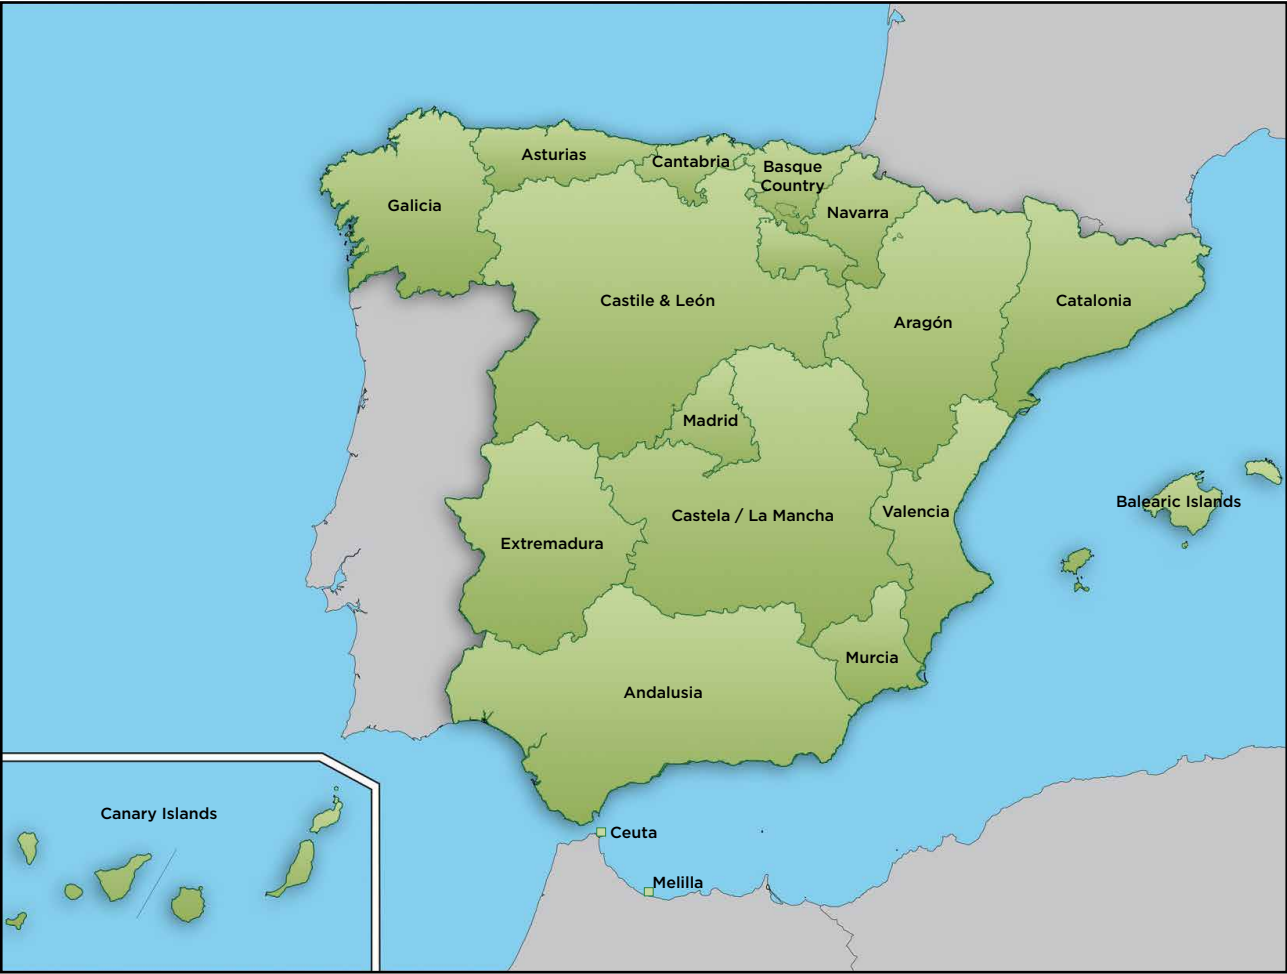 Asturias
Cantabria
Basque
Country
Galicia
Navarra
Castile & León
Catalonia
Aragón
Madrid
Balearic Islands
Valencia
Castela / La Mancha
Extremadura
Murcia
Andalusia
Canary Islands
Ceuta
Melilla